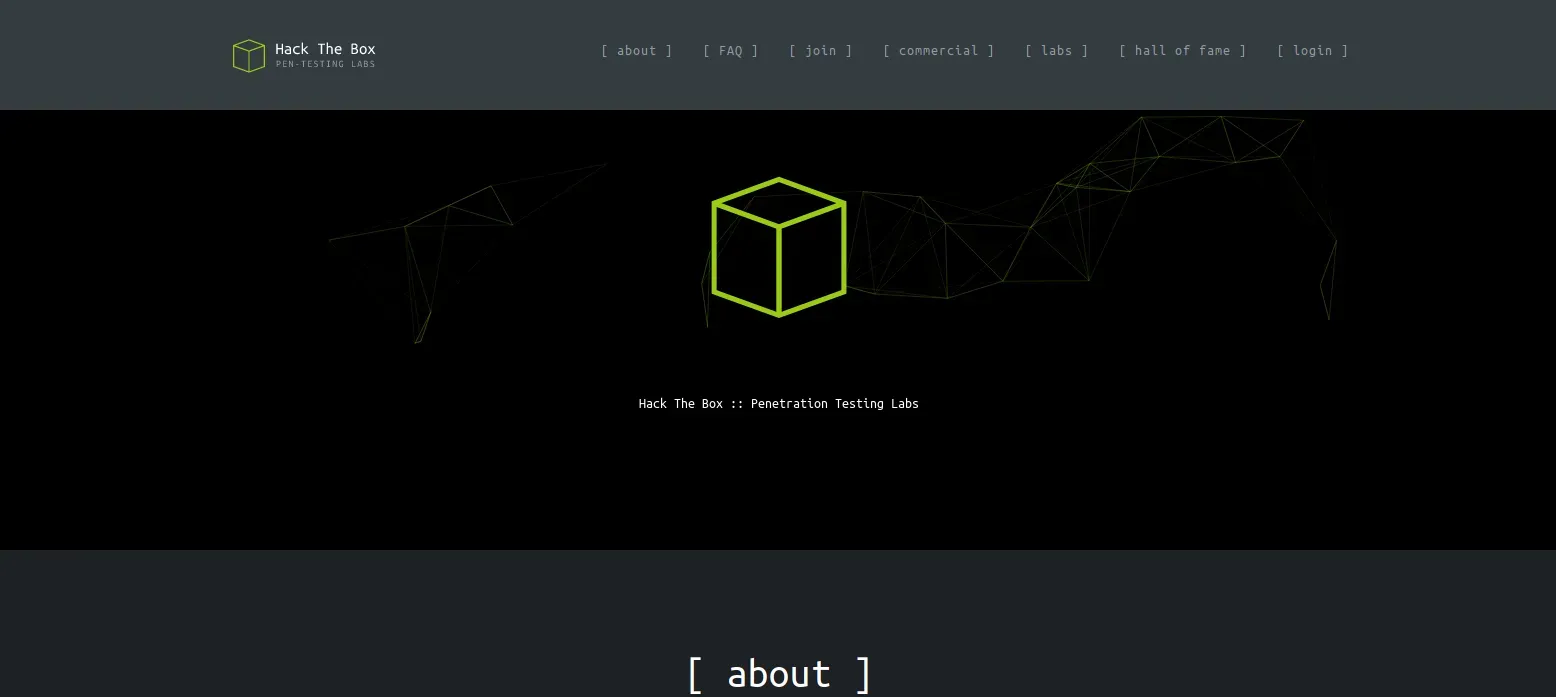 Hack The Box
PEN-TESTING LABS
[ about ] [ FAQ ] [ join ] [ commercial ] [ labs ] [ hall of fame ] [ login ]
Hack The Box :: Penetration Testing Labs
[ about ]